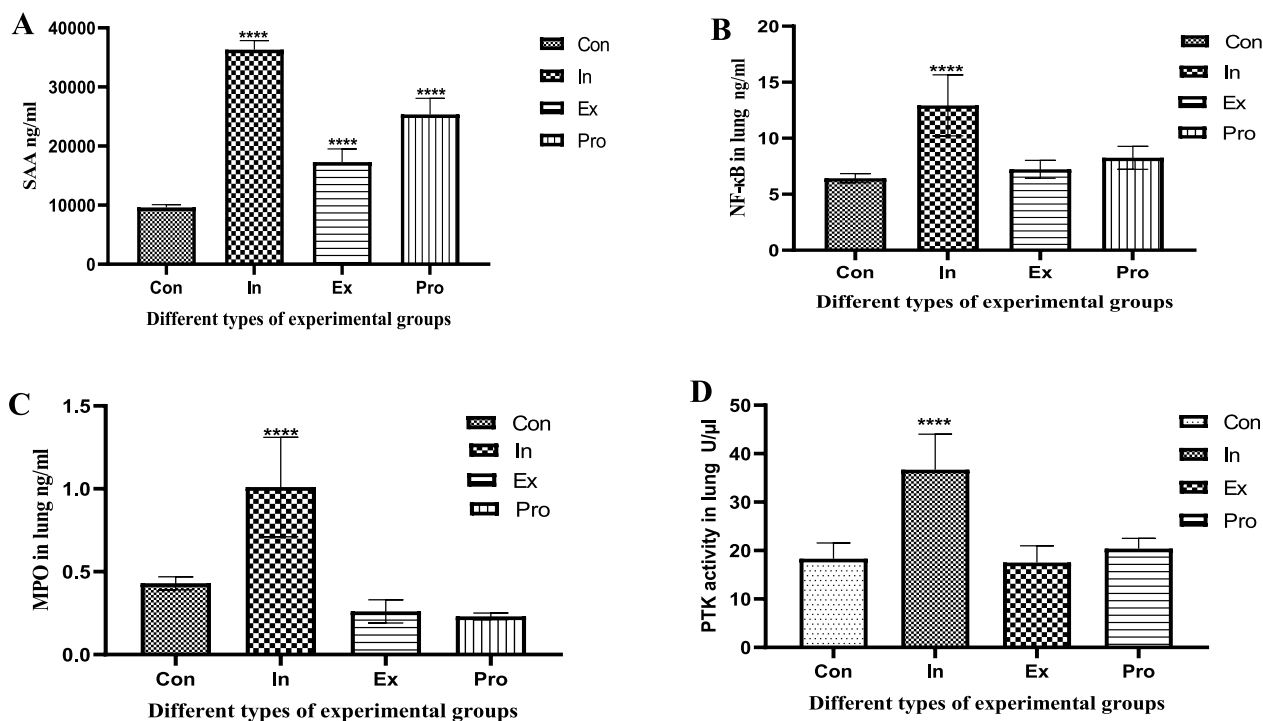 A
SAA ng/ml
40000
30000
20000
10000
0
****
****
****
Con
In
Ex
Pro
Con In Ex Pro
Different types of experimental groups
B
NF-κB in lung ng/ml
20
15
10
5
0
****
Con
In
Ex
Pro
Con In Ex Pro
Different types of experimental groups
C
MPO in lung ng/ml
1.5
1.0
0.5
0.0
****
Con
In
Ex
Pro
Con In Ex Pro
Different types of experimental groups
D
PTK activity in lung U/µl
50
40
30
20
10
0
****
Con
In
Ex
Pro
Con In Ex Pro
Different types of experimental groups